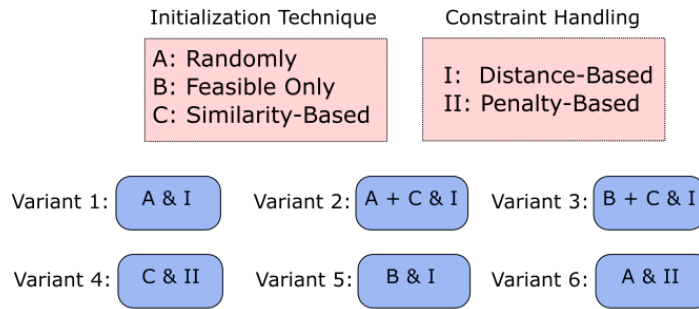 Initialization Technique
Constraint Handling
A: Randomly
B: Feasible Only
C: Similarity-Based
I: Distance-Based
II: Penalty-Based
Variant 1: A & I
Variant 2: A + C & I
Variant 3: B + C & I
Variant 4: C & II
Variant 5: B & I
Variant 6: A & II